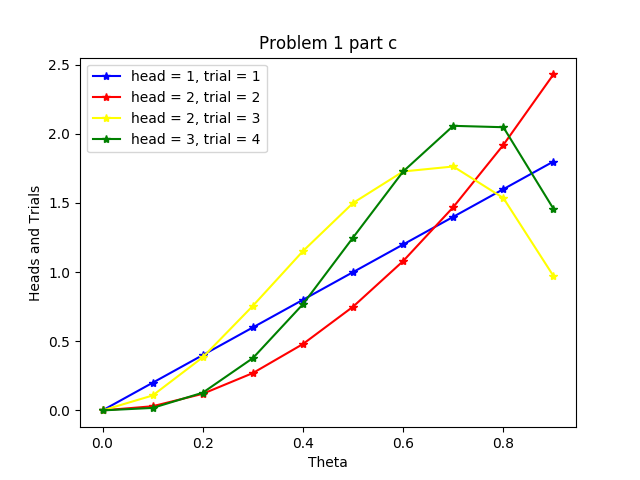 Problem 1 part c
head = 1, trial = 1
head = 2, trial = 2
head = 2, trial = 3
head = 3, trial = 4
Heads and Trials
2.5
2.0
1.5
1.0
0.5
0.0
0.0 0.2 0.4 0.6 0.8
Theta